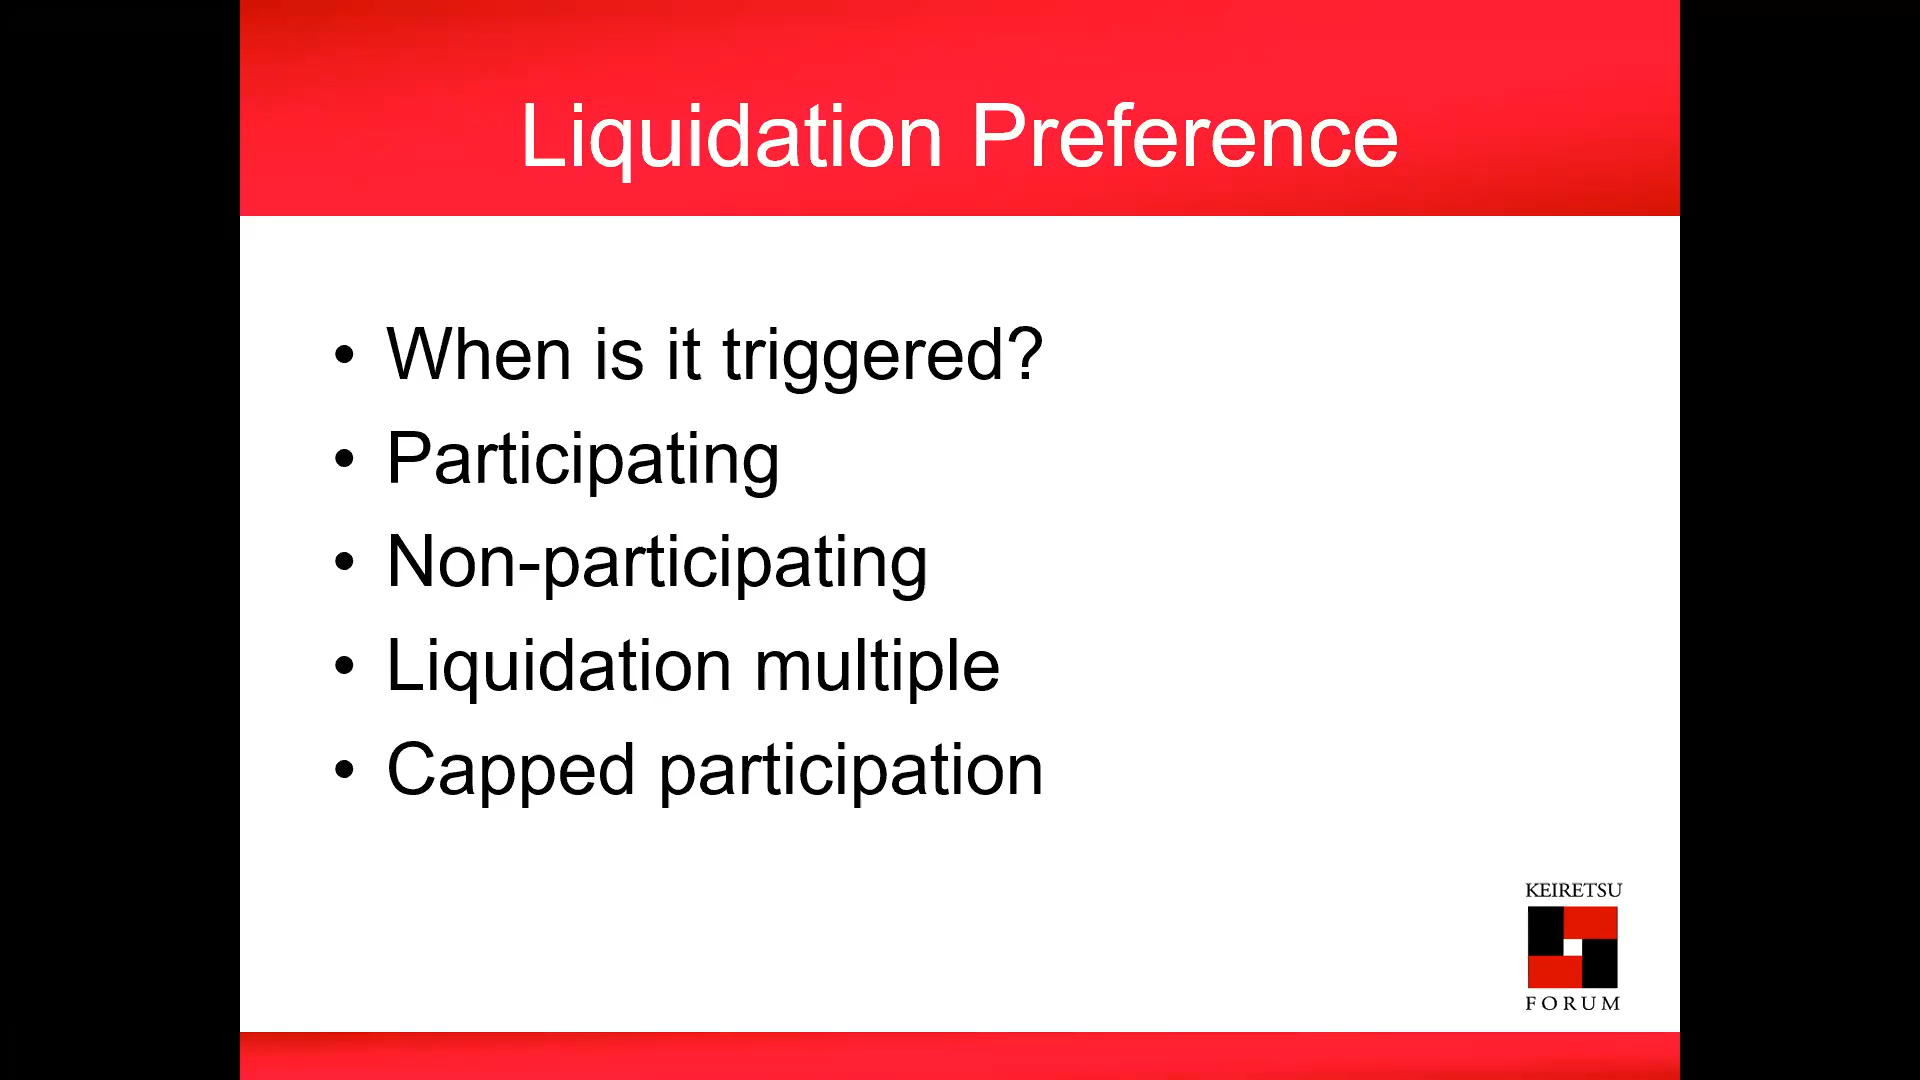 Liquidation Preference
• When is it triggered?
• Participating
• Non-participating
• Liquidation multiple
• Capped participation
KEIRETSU
FORUM